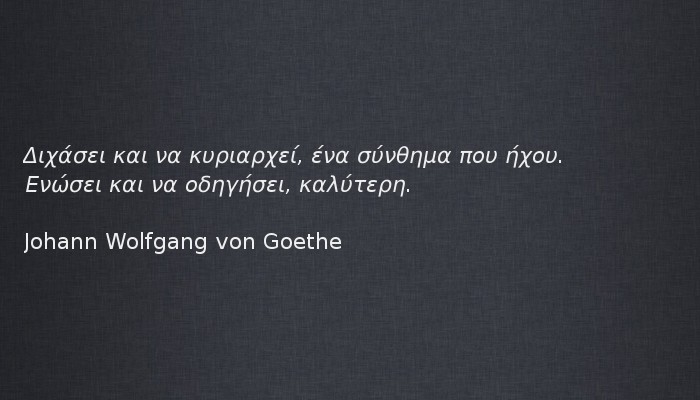 Διχάσει και να κυριαρχεί, ένα σύνθημα που ήχου.
Ενώσει και να οδηγήσει, καλύτερη.
Johann Wolfgang von Goethe